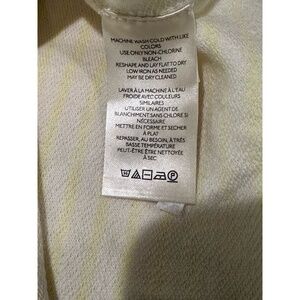 MACHINE WASH COLD WITH LIKE
COLORS
USE ONLY NON-CHLORINE
BLEACH
RESHAPE AND LAY FLAT TO DRY
LOW IRON AS NEEDED
MAY BE DRY CLEANED
LAVER À LA MACHINE À L'EAU
FROIDE AVEC COULEURS
SIMILAIRES
UTILISER UN AGENT DE
BLANCHIMENT SANS CHLORE SI
NÉCESSAIRE
METTRE EN FORME ET SÉCHER
À PLAT
REPASSER, AU BESOIN, À TRÈS
BASSE TEMPÉRATURE
PEUT-ÊTRE NETTOYÉE
À SEC